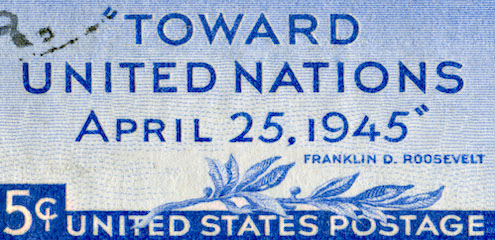 "TOWARD
UNITED NATIONS
APRIL 25, 1945"
FRANKLIN D. ROOSEVELT
5¢ UNITED STATES POSTAGE